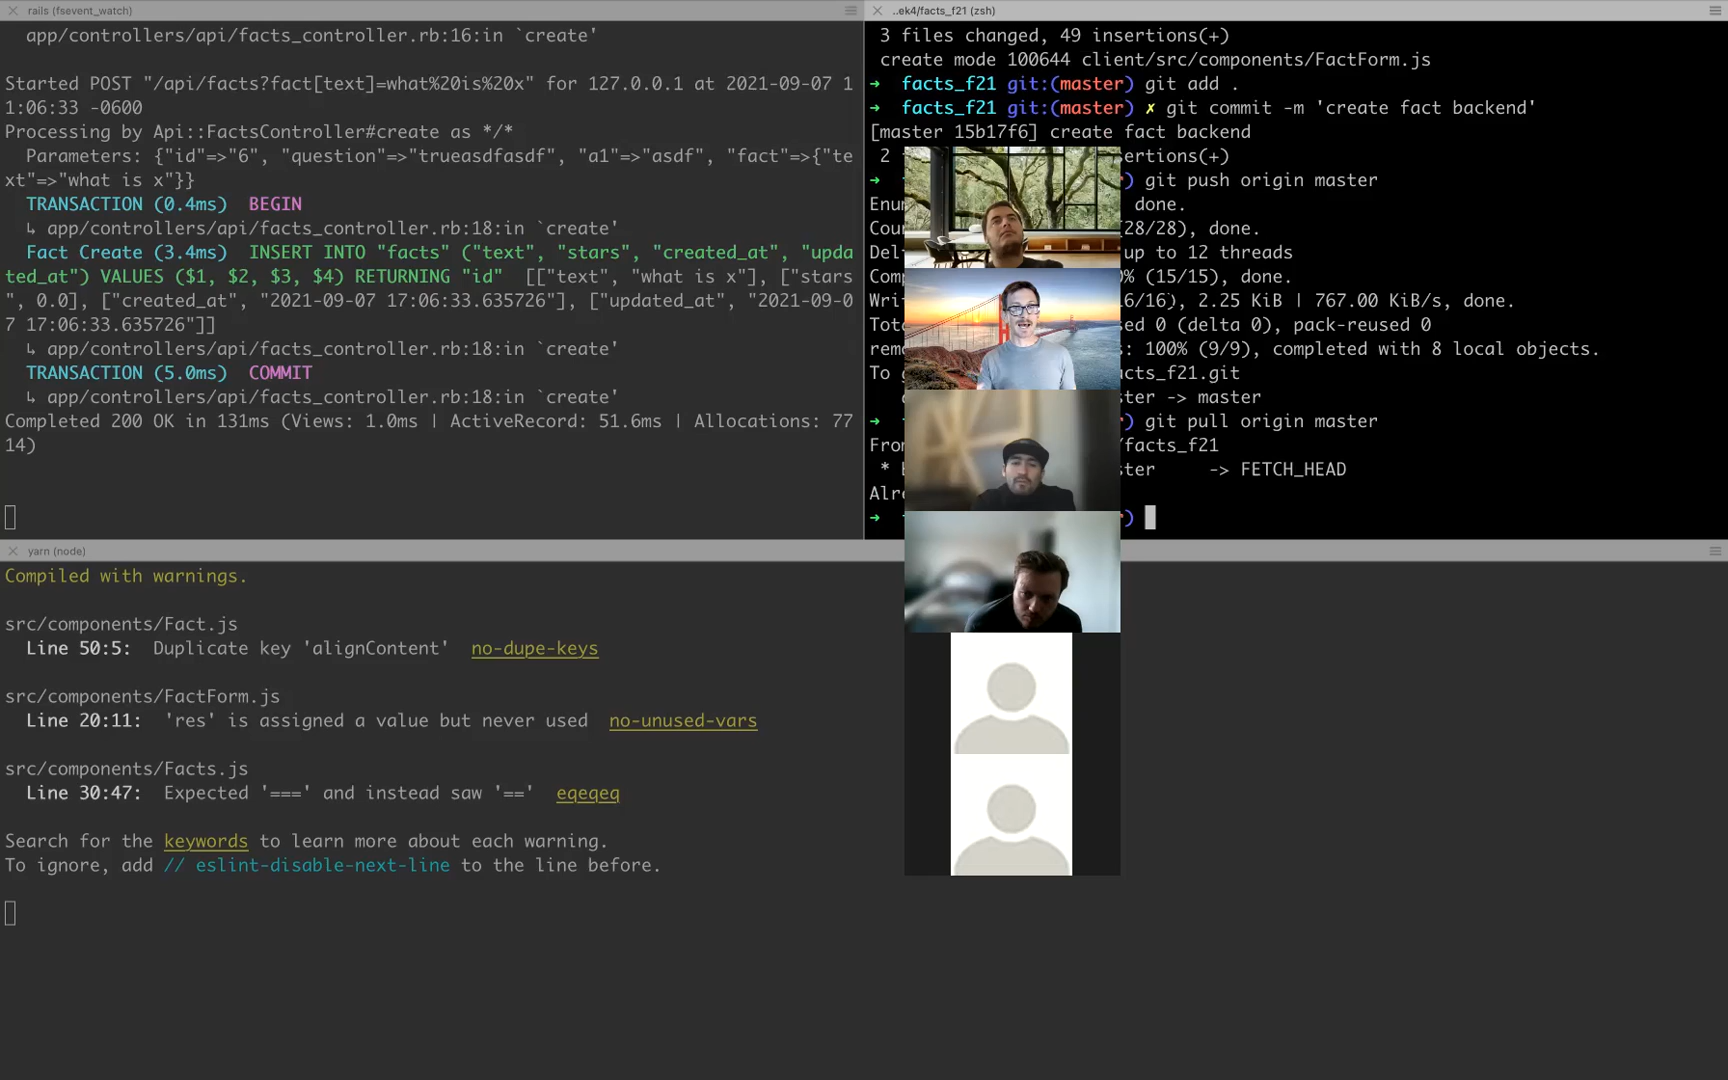 rails (fsevent_watch)
app/controllers/api/facts_controller.rb:16:in `create'
Started POST "/api/facts?fact[text]=what%20is%20x" for 127.0.0.1 at 2021-09-07 1
1:06:33 -0600
Processing by Api::FactsController#create as */*
Parameters: {"id"=>"6", "question"=>"trueasdfasdf", "a1"=>"asdf", "fact"=>{"te
xt"=>"what is x"}}
TRANSACTION (0.4ms)  BEGIN
↳ app/controllers/api/facts_controller.rb:18:in `create'
Fact Create (3.4ms)  INSERT INTO "facts" ("text", "stars", "created_at", "upda
ted_at") VALUES ($1, $2, $3, $4) RETURNING "id"  [["text", "what is x"], ["stars
", 0.0], ["created_at", "2021-09-07 17:06:33.635726"], ["updated_at", "2021-09-0
7 17:06:33.635726"]]
↳ app/controllers/api/facts_controller.rb:18:in `create'
TRANSACTION (5.0ms)  COMMIT
↳ app/controllers/api/facts_controller.rb:18:in `create'
Completed 200 OK in 131ms (Views: 1.0ms | ActiveRecord: 51.6ms | Allocations: 77
14)
..ek4/facts_f21 (zsh)
3 files changed, 49 insertions(+)
create mode 100644 client/src/components/FactForm.js
➜ facts_f21 git:(master) git add .
➜ facts_f21 git:(master) ✗ git commit -m 'create fact backend'
[master 15b17f6] create fact backend
2 sertions(+)
➜ ) git push origin master
Enum done.
Cou 28/28), done.
Del up to 12 threads
Com % (15/15), done.
Writ 16/16), 2.25 KiB | 767.00 KiB/s, done.
Tot sed 0 (delta 0), pack-reused 0
rem s: 100% (9/9), completed with 8 local objects.
To g acts_f21.git
ster -> master
➜ ) git pull origin master
Fro /facts_f21
* ster -> FETCH_HEAD
Alre
➜ )
yarn (node)
Compiled with warnings.
src/components/Fact.js
Line 50:5:  Duplicate key 'alignContent'  no-dupe-keys
src/components/FactForm.js
Line 20:11:  'res' is assigned a value but never used  no-unused-vars
src/components/Facts.js
Line 30:47:  Expected '===' and instead saw '=='  eqeqeq
Search for the keywords to learn more about each warning.
To ignore, add // eslint-disable-next-line to the line before.